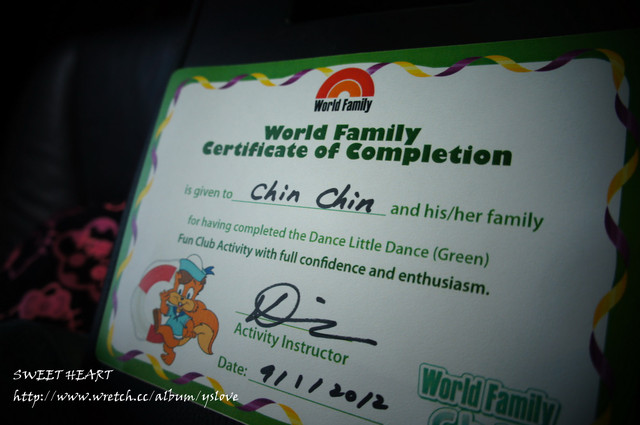 World Family
World Family
Certificate of Completion
is given to Chin Chin and his/her family
for having completed the Dance Little Dance (Green)
Fun Club Activity with full confidence and enthusiasm.
Activity Instructor
Date: 9/1/2012
World Family
SWEET HEART
http://www.wretch.cc/album/yslove